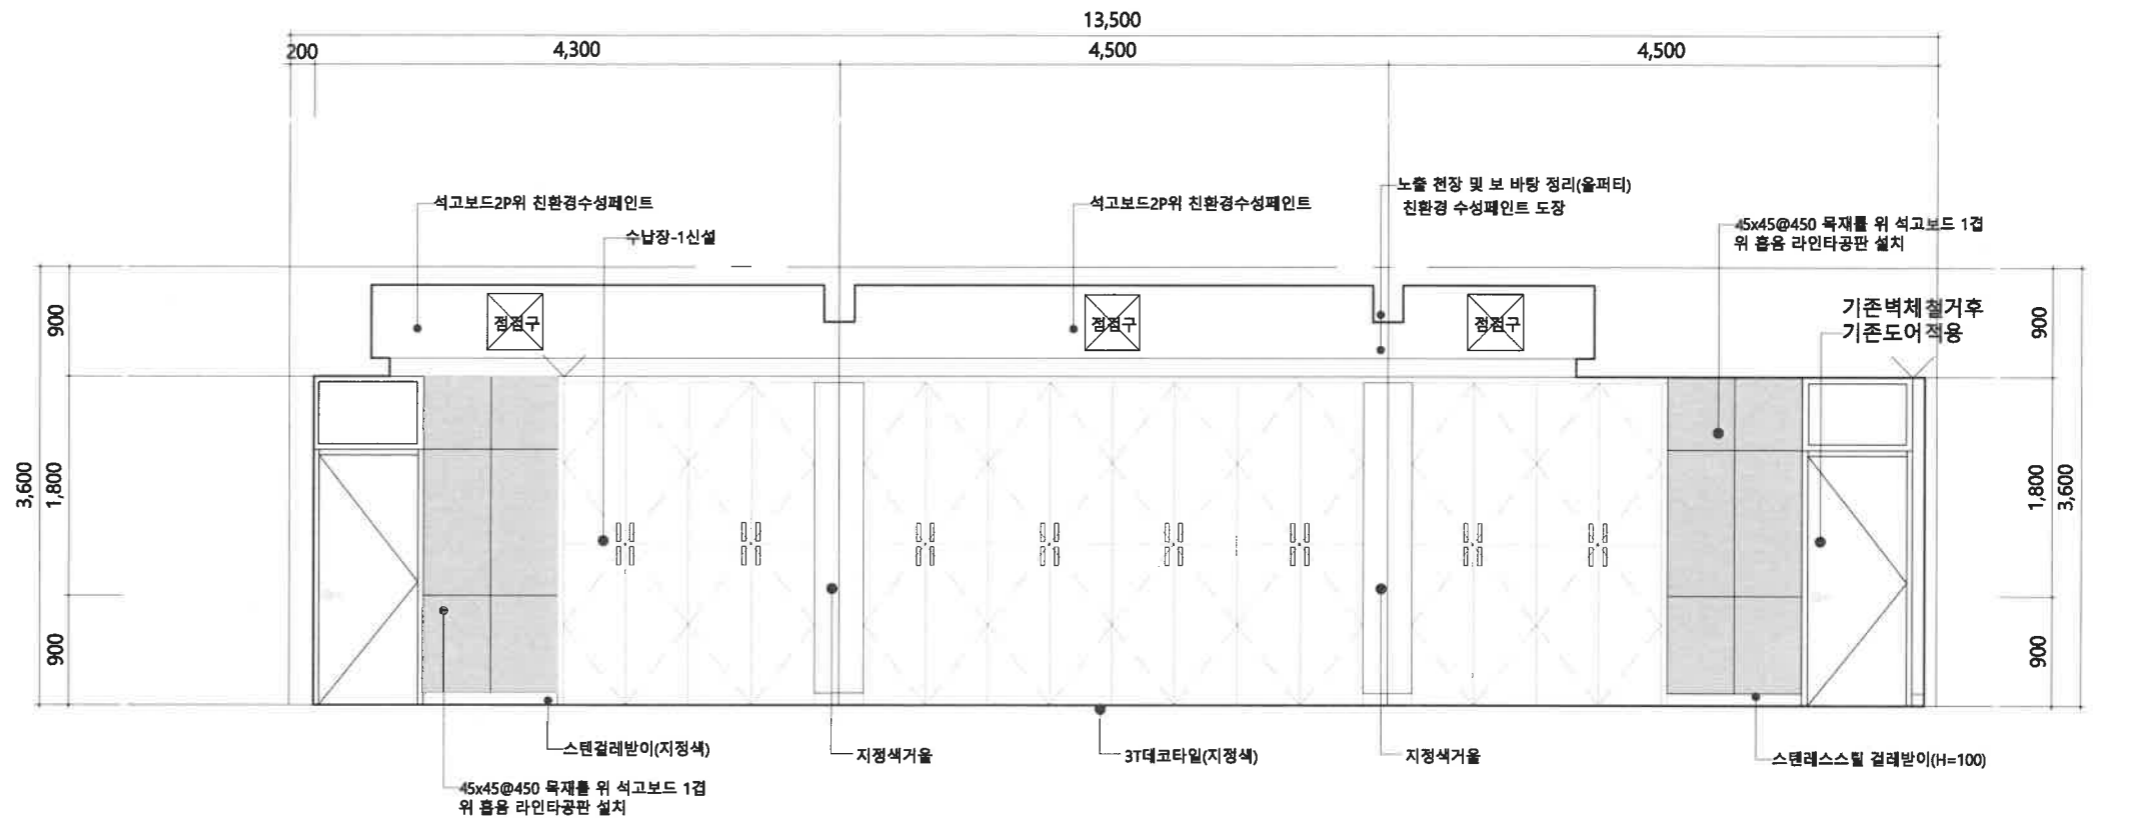 13,500
200
4,300
4,500
4,500
노출 천장 및 보 바탕 정리(올퍼티)
친환경 수성페인트 도장
석고보드2P위 친환경수성페인트
석고보드2P위 친환경수성페인트
45x45@450 목재틀 위 석고보드 1겹
위 흡음 라인타공판 설치
수납장-1신설
기존벽체철거후
기존도어적용
900
점검구
점검구
점검구
900
3,600
1,800
1,800
3,600
900
900
스텐걸레받이(지정색)
지정색거울
3T데코타일(지정색)
지정색거울
스텐레스스틸 걸레받이(H=100)
45x45@450 목재틀 위 석고보드 1겹
위 흡음 라인타공판 설치